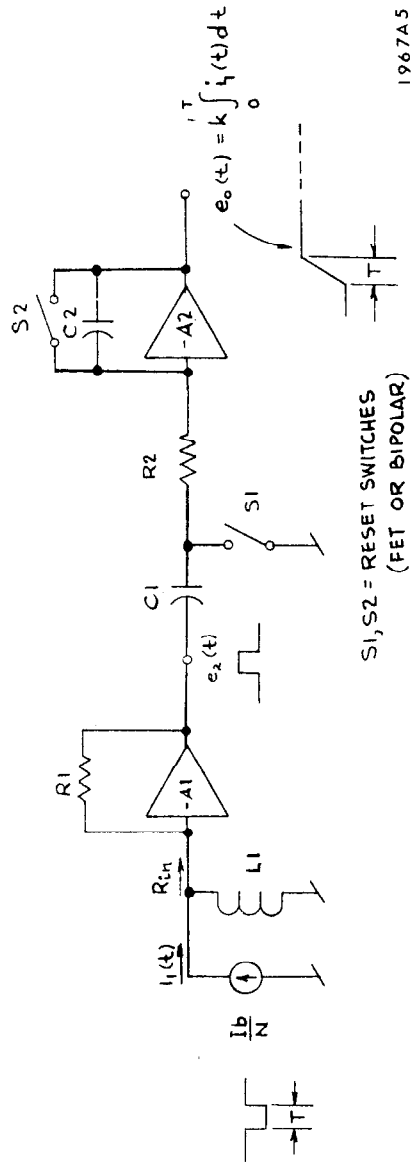 S2
C2
R1
-A1
e₂(t)
C1
R2
-A2
S1
i₁(t)
R_in
L1
Ib
N
T
e₀(t) = k ∫₀ᵀ i₁(t) dt
T
S1, S2 = RESET SWITCHES
(FET OR BIPOLAR)
1967A5